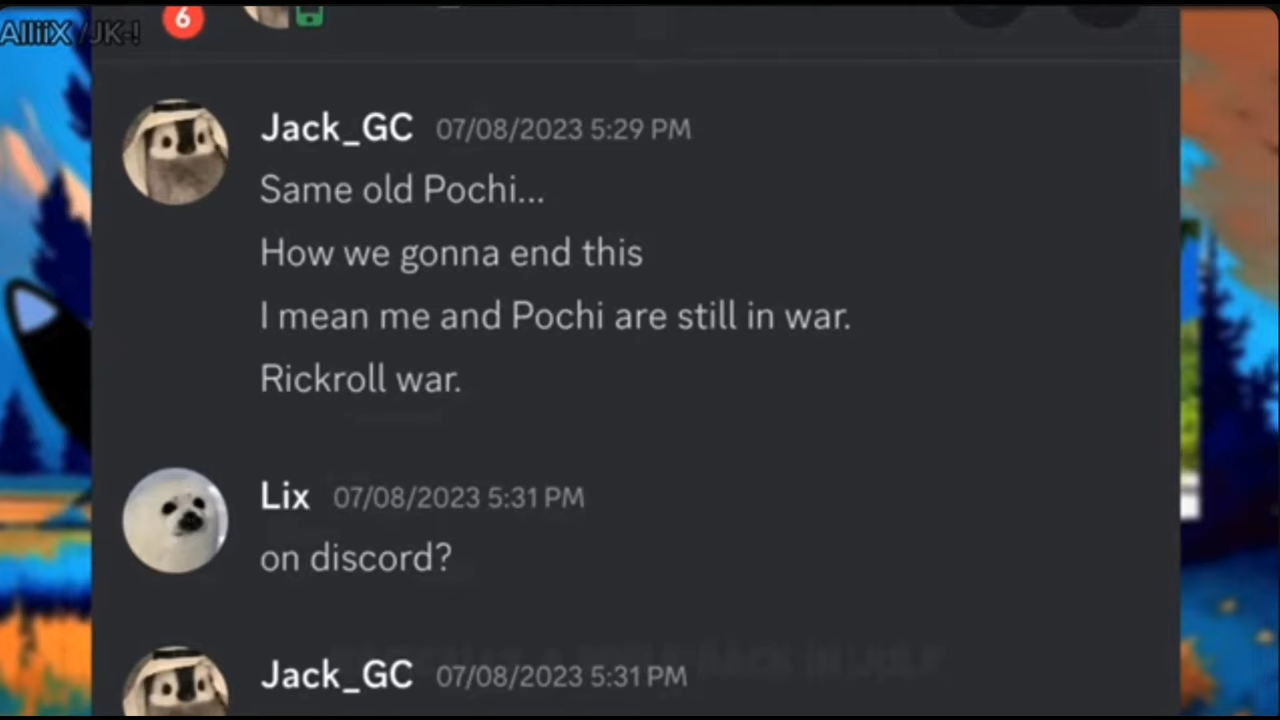 AlliiX /JK-!
6
Jack_GC 07/08/2023 5:29 PM
Same old Pochi...
How we gonna end this
I mean me and Pochi are still in war.
Rickroll war.
Lix 07/08/2023 5:31 PM
on discord?
Jack_GC 07/08/2023 5:31 PM